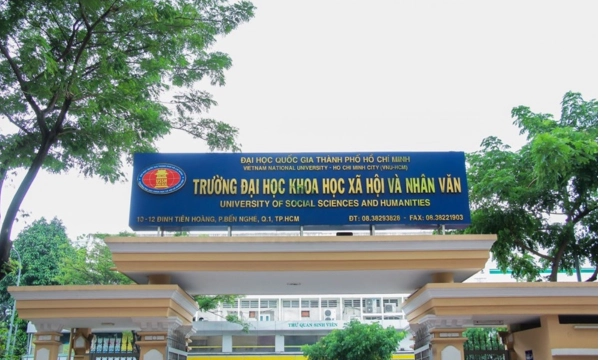 ĐẠI HỌC QUỐC GIA THÀNH PHỐ HỒ CHÍ MINH
VIETNAM NATIONAL UNIVERSITY - HO CHI MINH CITY (VNU-HCM)
TRƯỜNG ĐẠI HỌC KHOA HỌC XÃ HỘI VÀ NHÂN VĂN
UNIVERSITY OF SOCIAL SCIENCES AND HUMANITIES
10-12 ĐINH TIÊN HOÀNG, P.BẾN NGHÉ, Q.1, TP.HCM ĐT: 08.38293828 - FAX: 08.38221903